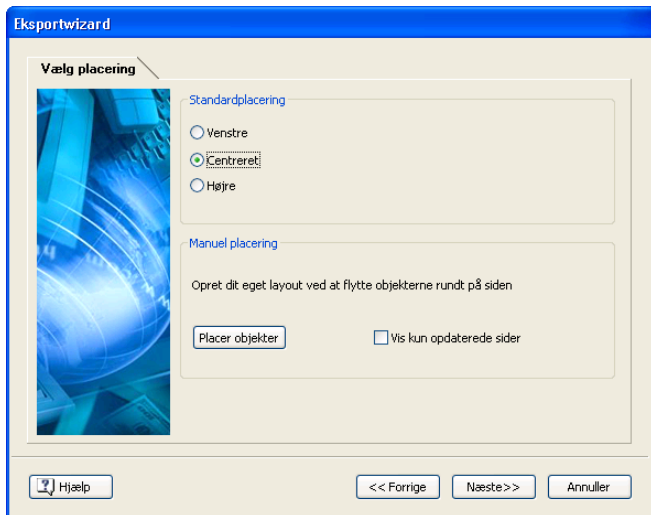 Eksportwizard
Vælg placering
Standardplacering
Venstre
Centreret
Højre
Manuel placering
Opret dit eget layout ved at flytte objekterne rundt på siden
Placer objekter
Vis kun opdaterede sider
Hjælp
<< Forrige
Næste>>
Annuller